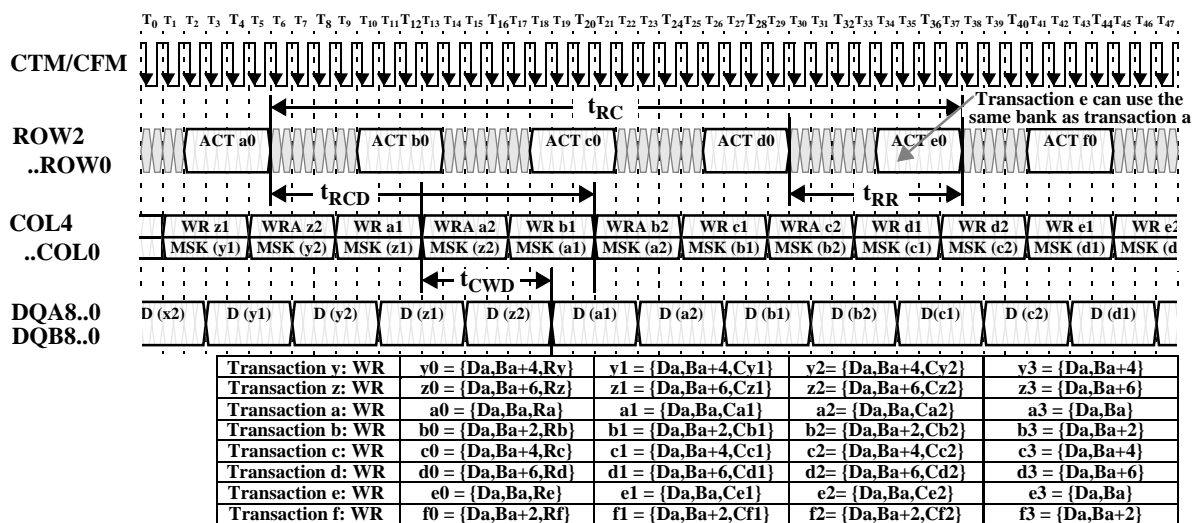 T0 T1 T2 T3 T4 T5 T6 T7 T8 T9 T10 T11 T12 T13 T14 T15 T16 T17 T18 T19 T20 T21 T22 T23 T24 T25 T26 T27 T28 T29 T30 T31 T32 T33 T34 T35 T36 T37 T38 T39 T40 T41 T42 T43 T44 T45 T46 T47
CTM/CFM
tRC
Transaction e can use the
same bank as transaction a
ROW2
..ROW0
ACT a0 ACT b0 ACT c0 ACT d0 ACT e0 ACT f0
tRCD tRR
COL4
..COL0
WR z1 WRA z2 WR a1 WRA a2 WR b1 WRA b2 WR c1 WRA c2 WR d1 WR d2 WR e1 WR e2
MSK (y1) MSK (y2) MSK (z1) MSK (z2) MSK (a1) MSK (a2) MSK (b1) MSK (b2) MSK (c1) MSK (c2) MSK (d1) MSK (d
tCWD
DQA8..0
DQB8..0
D (x2) D (y1) D (y2) D (z1) D (z2) D (a1) D (a2) D (b1) D (b2) D(c1) D (c2) D (d1)
Transaction y: WR y0 = {Da,Ba+4,Ry} y1 = {Da,Ba+4,Cy1} y2= {Da,Ba+4,Cy2} y3 = {Da,Ba+4}
Transaction z: WR z0 = {Da,Ba+6,Rz} z1 = {Da,Ba+6,Cz1} z2= {Da,Ba+6,Cz2} z3 = {Da,Ba+6}
Transaction a: WR a0 = {Da,Ba,Ra} a1 = {Da,Ba,Ca1} a2= {Da,Ba,Ca2} a3 = {Da,Ba}
Transaction b: WR b0 = {Da,Ba+2,Rb} b1 = {Da,Ba+2,Cb1} b2= {Da,Ba+2,Cb2} b3 = {Da,Ba+2}
Transaction c: WR c0 = {Da,Ba+4,Rc} c1 = {Da,Ba+4,Cc1} c2= {Da,Ba+4,Cc2} c3 = {Da,Ba+4}
Transaction d: WR d0 = {Da,Ba+6,Rd} d1 = {Da,Ba+6,Cd1} d2= {Da,Ba+6,Cd2} d3 = {Da,Ba+6}
Transaction e: WR e0 = {Da,Ba,Re} e1 = {Da,Ba,Ce1} e2= {Da,Ba,Ce2} e3 = {Da,Ba}
Transaction f: WR f0 = {Da,Ba+2,Rf} f1 = {Da,Ba+2,Cf1} f2= {Da,Ba+2,Cf2} f3 = {Da,Ba+2}